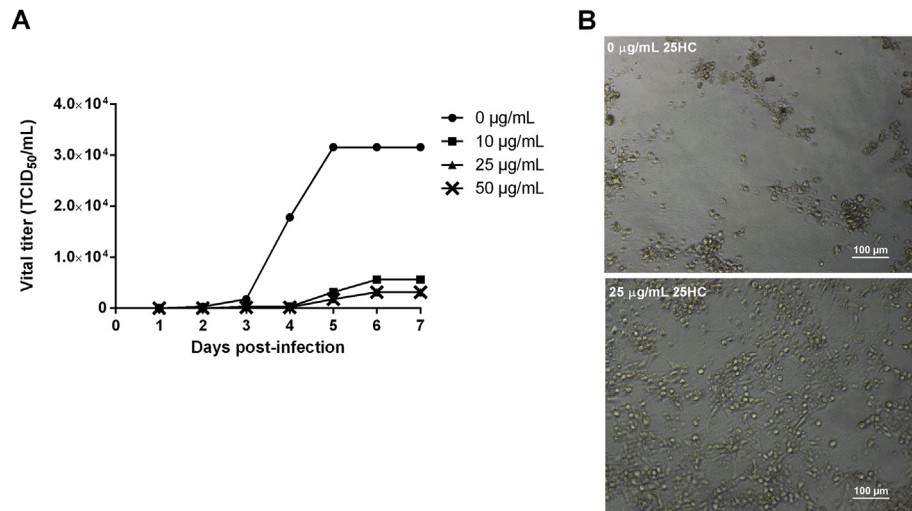 A
Vital titer (TCID50/mL)
4.0×10⁴
3.0×10⁴
2.0×10⁴
1.0×10⁴
0
0 1 2 3 4 5 6 7
Days post-infection
0 µg/mL
10 µg/mL
25 µg/mL
50 µg/mL
B
0 µg/mL 25HC
100 µm
25 µg/mL 25HC
100 µm